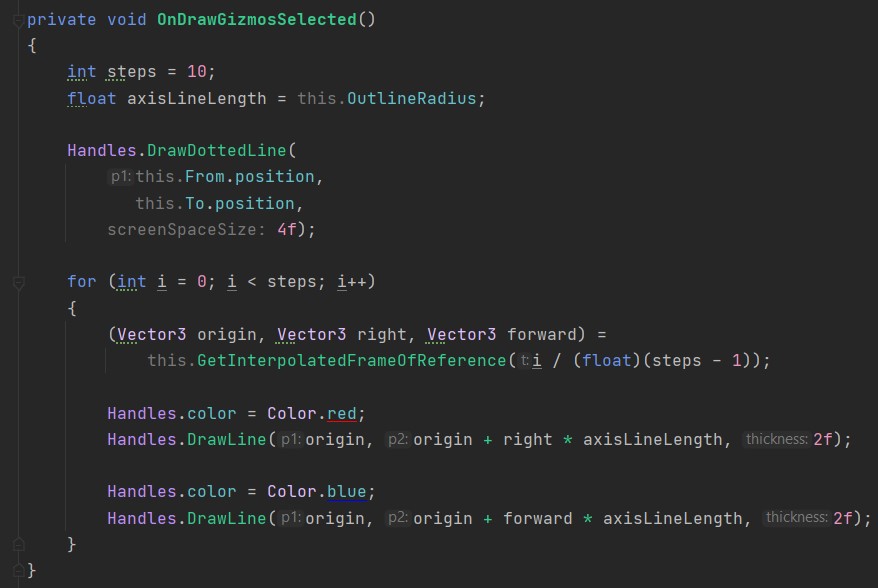 private void OnDrawGizmosSelected()
{
    int steps = 10;
    float axisLineLength = this.OutlineRadius;

    Handles.DrawDottedLine(
        p1: this.From.position,
           this.To.position,
        screenSpaceSize: 4f);

    for (int i = 0; i < steps; i++)
    {
        (Vector3 origin, Vector3 right, Vector3 forward) =
            this.GetInterpolatedFrameOfReference( t: i / (float)(steps - 1));

        Handles.color = Color.red;
        Handles.DrawLine( p1: origin, p2: origin + right * axisLineLength, thickness: 2f);

        Handles.color = Color.blue;
        Handles.DrawLine( p1: origin, p2: origin + forward * axisLineLength, thickness: 2f);
    }
}